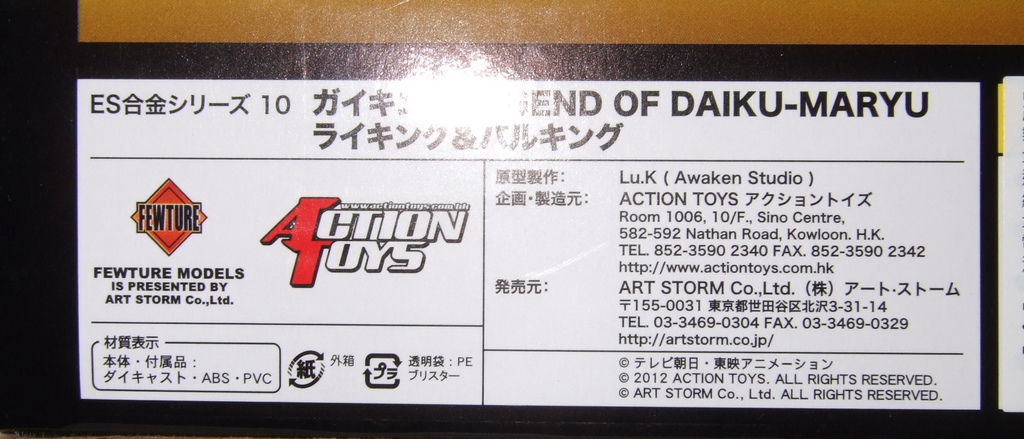 ES合金シリーズ 10
ガイキ END OF DAIKU-MARYU
ライキング&バルキング
FEWTURE
FEWTURE MODELS
IS PRESENTED BY
ART STORM Co.,Ltd.
www.actiontoys.com.hk
ACTION
TOYS
材質表示
本体・付属品：
ダイキャスト・ABS・PVC
紙 外箱
プラ 透明袋：PE
ブリスター
原型製作： Lu.K ( Awaken Studio )
企画・製造元： ACTION TOYS アクショントイズ
Room 1006, 10/F., Sino Centre,
582-592 Nathan Road, Kowloon. H.K.
TEL 852-3590 2340 FAX. 852-3590 2342
http://www.actiontoys.com.hk
発売元： ART STORM Co.,Ltd.（株）アート・ストーム
〒155-0031 東京都世田谷区北沢3-31-14
TEL. 03-3469-0304 FAX. 03-3469-0329
http://artstorm.co.jp/
© テレビ朝日・東映アニメーション
© 2012 ACTION TOYS. ALL RIGHTS RESERVED.
© ART STORM Co., Ltd. ALL RIGHTS RESERVED.